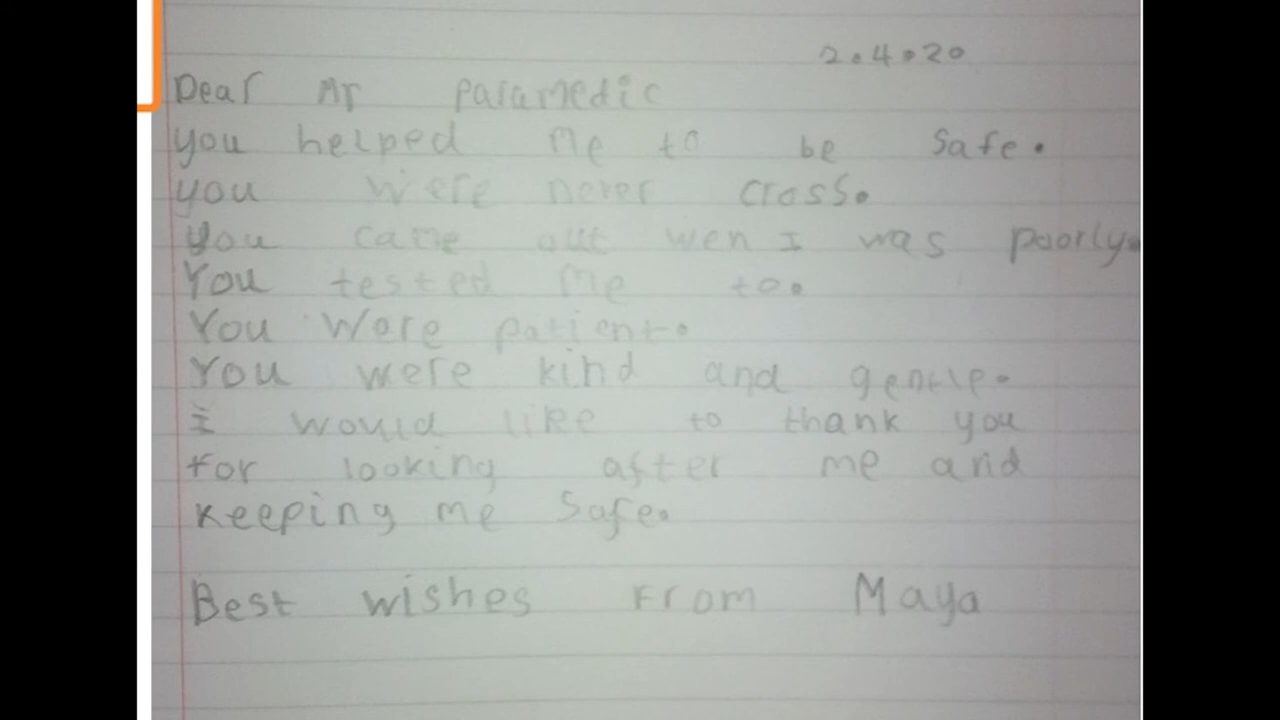 2.4.20
Dear Mr paramedic
you helped me to be safe.
you were never cross.
you came out wen I was poorly.
You tested me to.
You Were patient.
You were kind and gentle.
i would like to thank you
for looking after me and
keeping me safe.
Best wishes From Maya